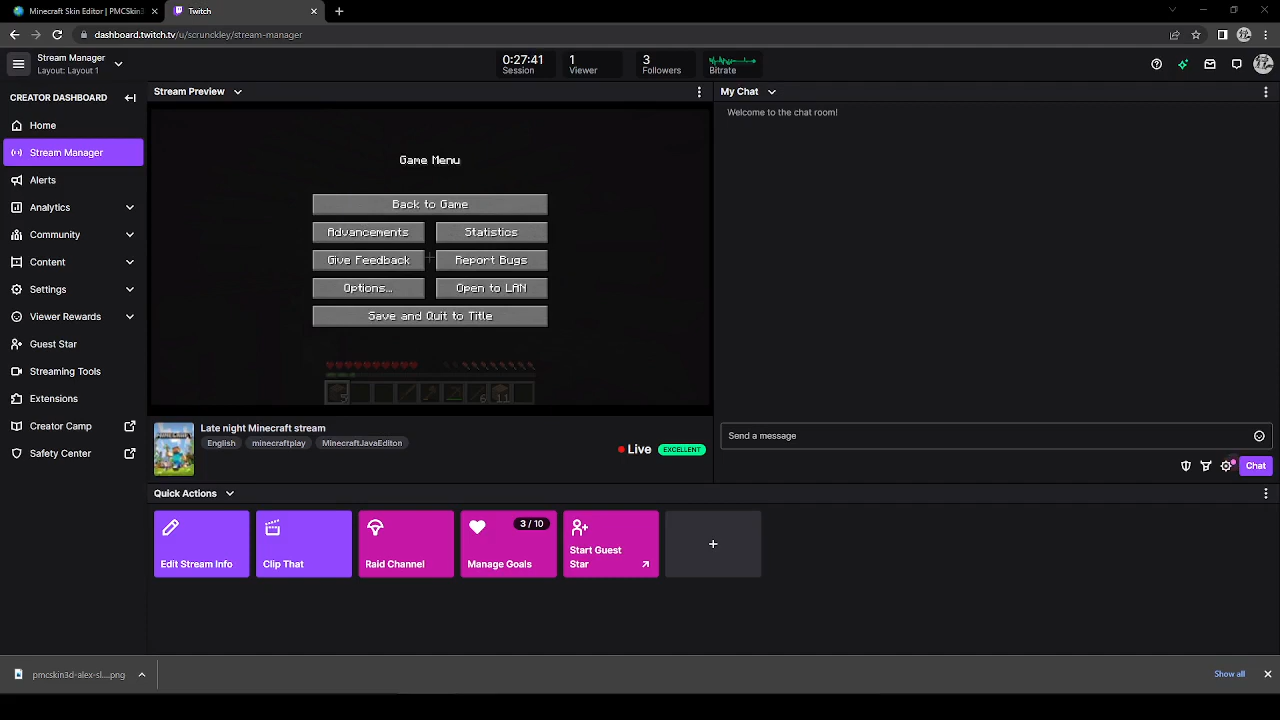 Minecraft Skin Editor | PMCSkin3
Twitch
dashboard.twitch.tv/u/scrunckley/stream-manager
Stream Manager
Layout: Layout 1
0:27:41
Session
1
Viewer
3
Followers
Bitrate
CREATOR DASHBOARD
Home
Stream Manager
Alerts
Analytics
Community
Content
Settings
Viewer Rewards
Guest Star
Streaming Tools
Extensions
Creator Camp
Safety Center
Stream Preview
Game Menu
Back to Game
Advancements
Statistics
Give Feedback
Report Bugs
Options...
Open to LAN
Save and Quit to Title
5
6
11
MINECRAFT
Late night Minecraft stream
English
minecraftplay
MinecraftJavaEditon
Live
EXCELLENT
My Chat
Welcome to the chat room!
Send a message
Chat
Quick Actions
Edit Stream Info
Clip That
Raid Channel
3 / 10
Manage Goals
Start Guest
Star
pmcskin3d-alex-sl....png
Show all